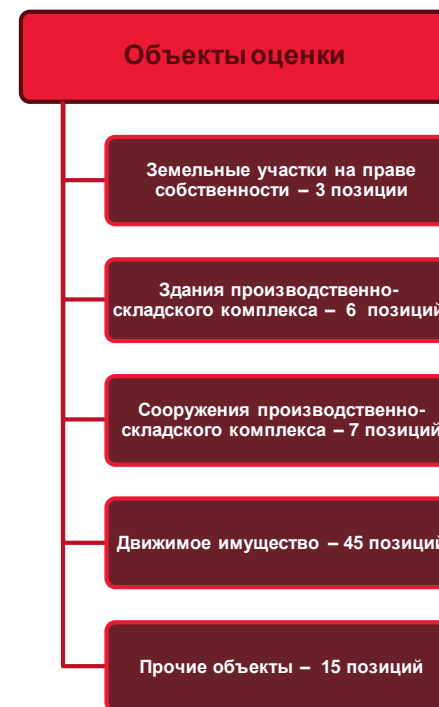 Объекты оценки
Земельные участки на праве
собственности – 3 позиции
Здания производственно-
складского комплекса – 6 позиций
Сооружения производственно-
складского комплекса – 7 позиций
Движимое имущество – 45 позиций
Прочие объекты – 15 позиций